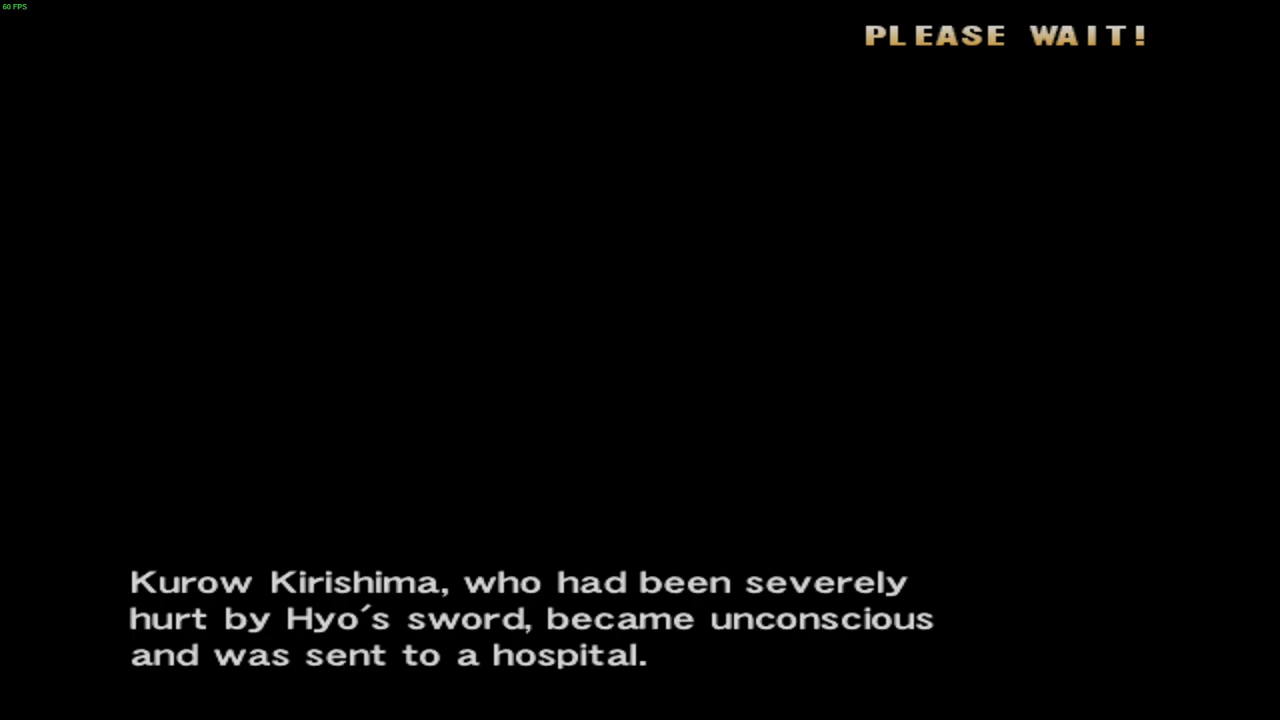 60 FPS
PLEASE WAIT!
Kurow Kirishima, who had been severely
hurt by Hyo´s sword, became unconscious
and was sent to a hospital.